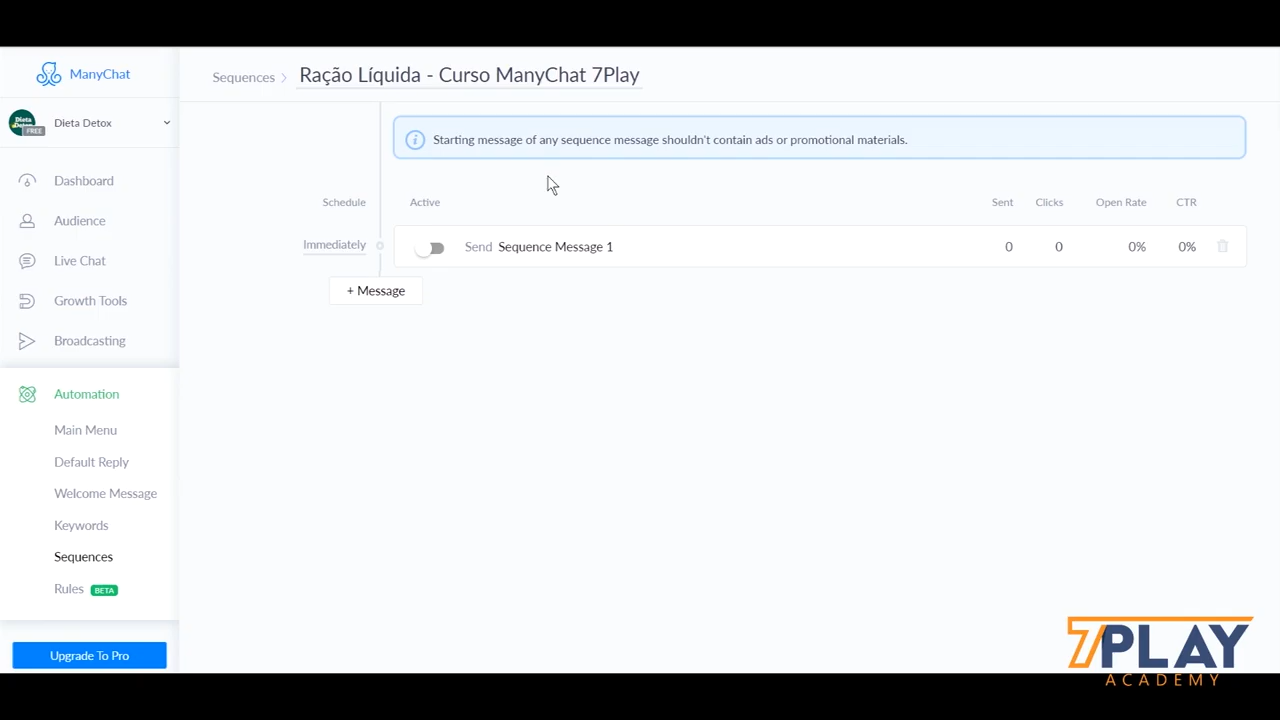 ManyChat
Sequences
Ração Líquida - Curso ManyChat 7Play
Dieta Detox
FREE
Dieta Detox
Dashboard
Audience
Live Chat
Growth Tools
Broadcasting
Automation
Main Menu
Default Reply
Welcome Message
Keywords
Sequences
Rules BETA
Upgrade To Pro
Starting message of any sequence message shouldn't contain ads or promotional materials.
Schedule Active Sent Clicks Open Rate CTR
Immediately Send Sequence Message 1 0 0 0% 0%
+ Message
7PLAY
ACADEMY